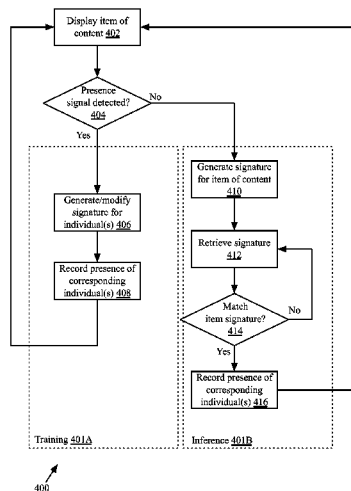 Display item of
content 402
Presence
signal detected?
404
No
Yes
Generate/modify
signature for
individual(s) 406
Record presence of
corresponding
individual(s) 408
Generate signature
for item of content
410
Retrieve signature
412
Match
item signature?
414
No
Yes
Record presence of
corresponding
individual(s) 416
Training 401A
Inference 401B
400